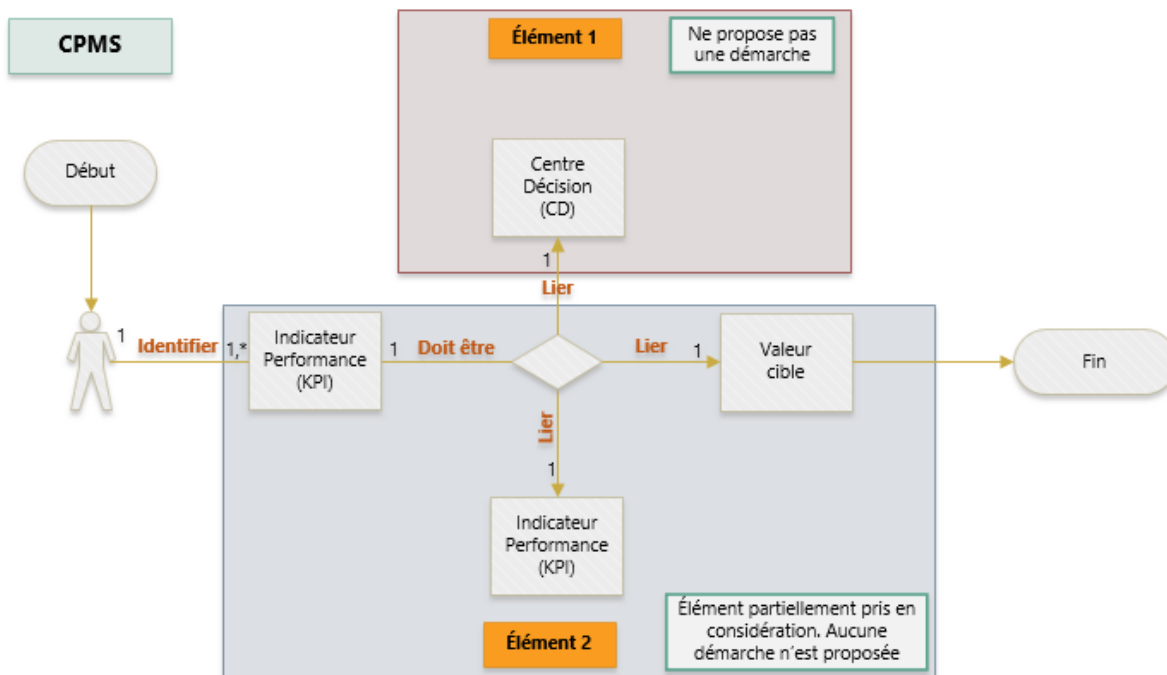 CPMS
Élément 1
Ne propose pas
une démarche
Début
Centre
Décision
(CD)
1
Lier
1
Identifier
1,*
Indicateur
Performance
(KPI)
1
Doit être
Lier
1
Valeur
cible
Fin
Lier
1
Indicateur
Performance
(KPI)
Élément 2
Élément partiellement pris en
considération. Aucune
démarche n’est proposée